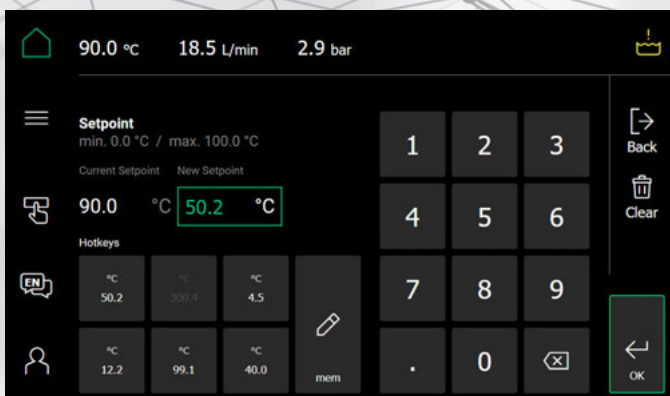 90.0 °C 18.5 L/min 2.9 bar
Setpoint
min. 0.0 °C / max. 100.0 °C
Current Setpoint New Setpoint
90.0 °C 50.2 °C
Hotkeys
°C °C °C
50.2 300.4 4.5
°C °C °C
12.2 99.1 40.0
mem
1 2 3
4 5 6
7 8 9
. 0
EN
Back
Clear
OK